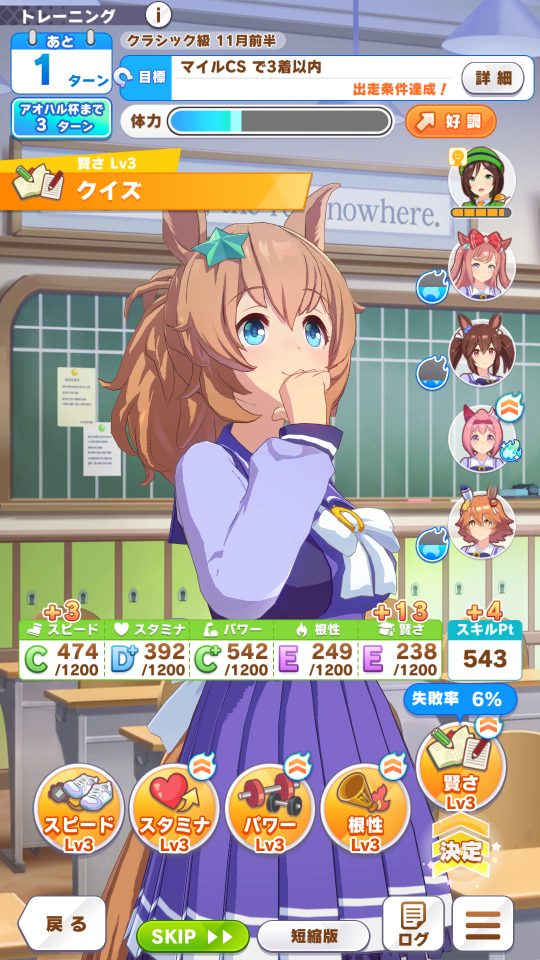 トレーニング i
あと
1 ターン
クラシック級 11月前半
目標
マイルCS で3着以内
出走条件達成！
詳細
アオハル杯まで
3 ターン
体力
好調
賢さ Lv3
クイズ
nowhere.
+3
+13
+4
スピード スタミナ パワー 根性 賢さ スキルPt
C 474 /1200
D+ 392 /1200
C+ 542 /1200
E 249 /1200
E 238 /1200
543
失敗率 6%
スピード Lv3
スタミナ Lv3
パワー Lv3
根性 Lv3
賢さ Lv3
決定
戻る
SKIP
短縮版
ログ